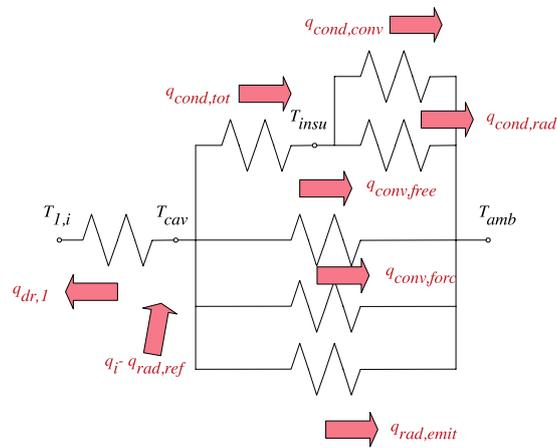 q_cond,conv
q_cond,tot
T_insu
q_cond,rad
q_conv,free
T_1,i
T_cav
T_amb
q_conv,forc
q_dr,1
q_i- q_rad,ref
q_rad,emit